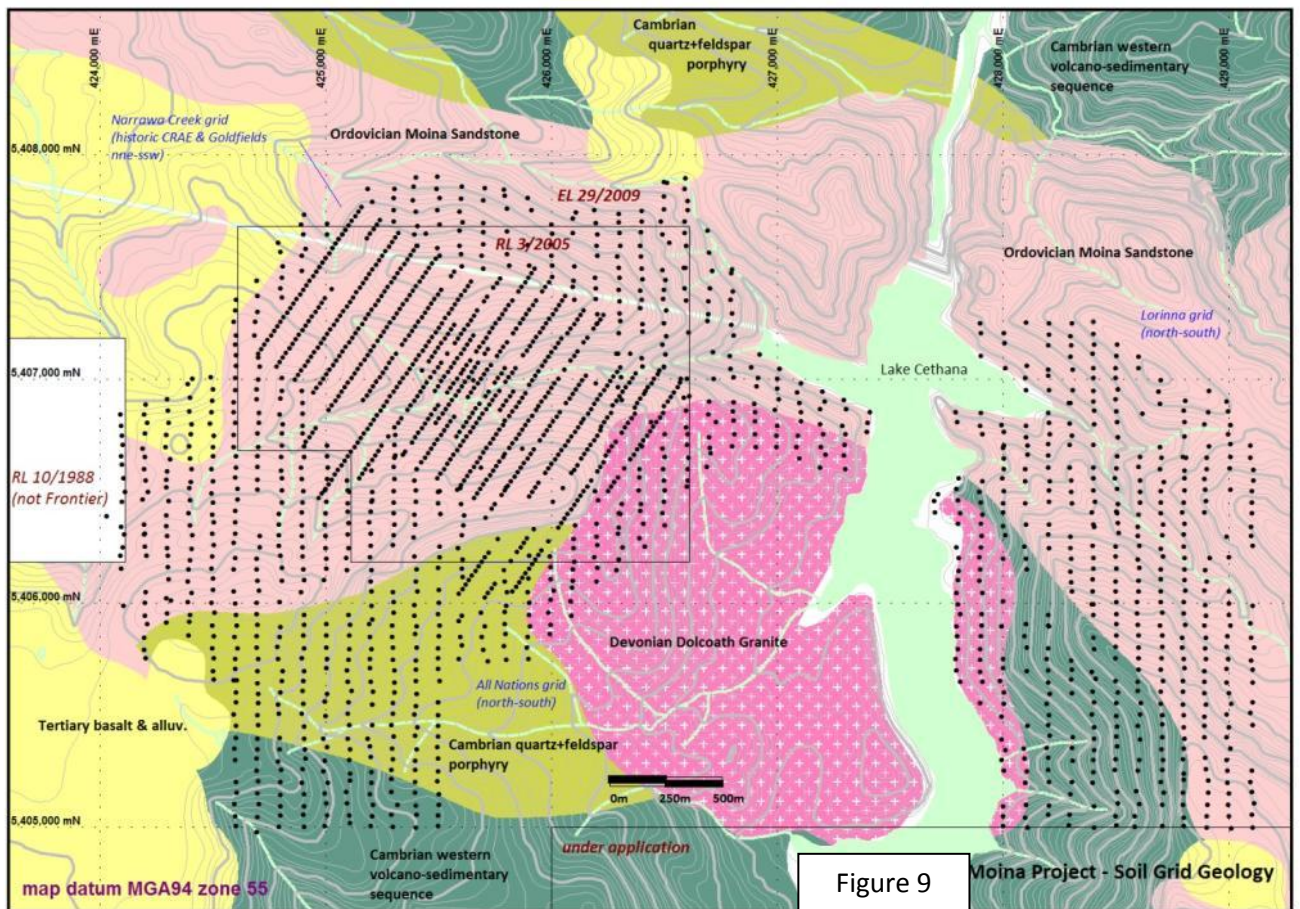 424,000 mE
425,000 mE
426,000 mE
427,000 mE
428,000 mE
429,000 mE
Cambrian
quartz+feldspar
porphyry
Cambrian western
volcano-sedimentary
sequence
Narrawa Creek grid
(historic CRAE & Goldfields
nne-ssw)
Ordovician Moina Sandstone
5,408,000 mN
EL 29/2009
RL 3/2005
Ordovician Moina Sandstone
Lorinna grid
(north-south)
5,407,000 mN
Lake Cethana
RL 10/1988
(not Frontier)
5,406,000 mN
Devonian Dolcoath Granite
All Nations grid
(north-south)
Tertiary basalt & alluv.
Cambrian quartz+feldspar
porphyry
0m 250m 500m
5,405,000 mN
under application
Cambrian western
volcano-sedimentary
sequence
map datum MGA94 zone 55
Figure 9
Moina Project - Soil Grid Geology